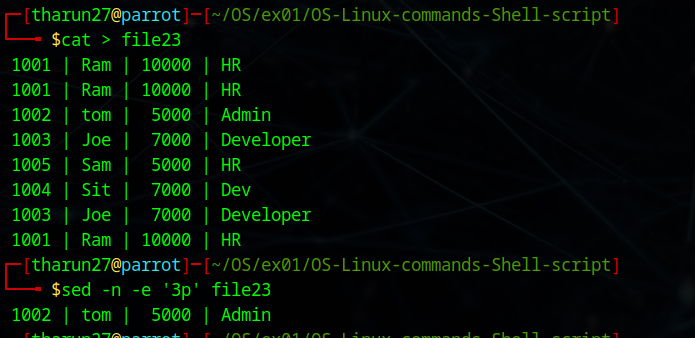 ┌─[tharun27@parrot]─[~/OS/ex01/OS-Linux-commands-Shell-script]
└──╼ $cat > file23
1001 | Ram | 10000 | HR
1001 | Ram | 10000 | HR
1002 | tom |  5000 | Admin
1003 | Joe |  7000 | Developer
1005 | Sam |  5000 | HR
1004 | Sit |  7000 | Dev
1003 | Joe |  7000 | Developer
1001 | Ram | 10000 | HR
┌─[tharun27@parrot]─[~/OS/ex01/OS-Linux-commands-Shell-script]
└──╼ $sed -n -e '3p' file23
1002 | tom |  5000 | Admin